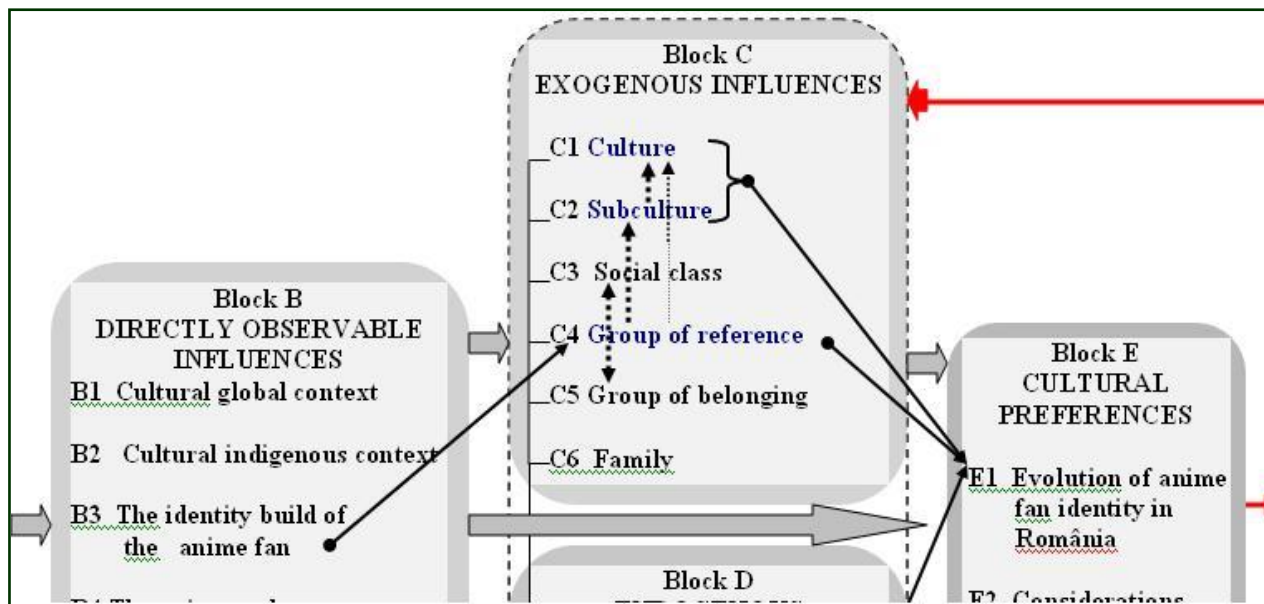 Block C
EXOGENOUS INFLUENCES
C1 Culture
C2 Subculture
C3 Social class
C4 Group of reference
C5 Group of belonging
C6 Family
Block B
DIRECTLY OBSERVABLE
INFLUENCES
B1 Cultural global context
B2 Cultural indigenous context
B3 The identity build of
the anime fan
Block E
CULTURAL
PREFERENCES
E1 Evolution of anime
fan identity in
România
E2 Considerations
Block D